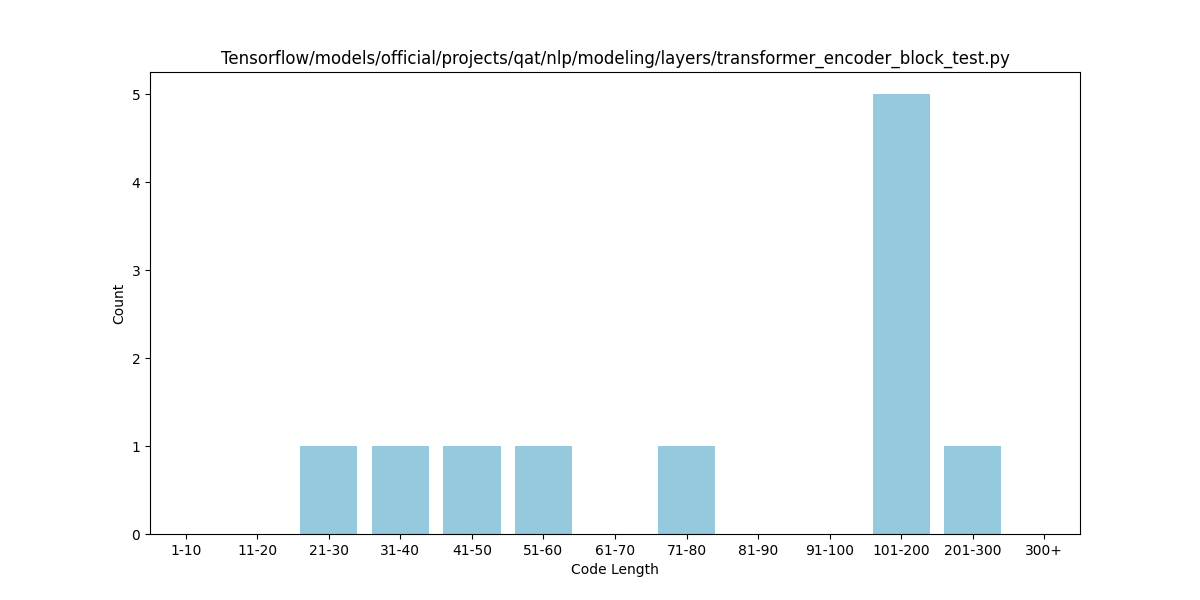 Tensorflow/models/official/projects/qat/nlp/modeling/layers/transformer_encoder_block_test.py
5
4
3
2
1
0
Count
1-10 11-20 21-30 31-40 41-50 51-60 61-70 71-80 81-90 91-100 101-200 201-300 300+
Code Length